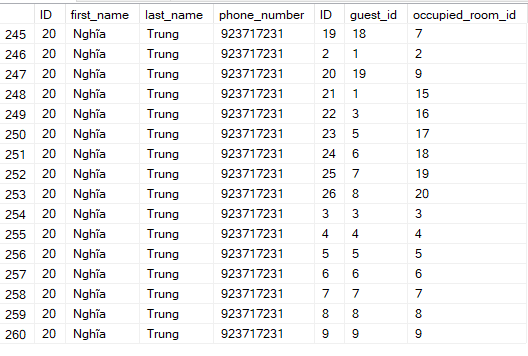 ID first_name last_name phone_number ID guest_id occupied_room_id
245 20 Nghĩa Trung 923717231 19 18 7
246 20 Nghĩa Trung 923717231 2 1 2
247 20 Nghĩa Trung 923717231 20 19 9
248 20 Nghĩa Trung 923717231 21 1 15
249 20 Nghĩa Trung 923717231 22 3 16
250 20 Nghĩa Trung 923717231 23 5 17
251 20 Nghĩa Trung 923717231 24 6 18
252 20 Nghĩa Trung 923717231 25 7 19
253 20 Nghĩa Trung 923717231 26 8 20
254 20 Nghĩa Trung 923717231 3 3 3
255 20 Nghĩa Trung 923717231 4 4 4
256 20 Nghĩa Trung 923717231 5 5 5
257 20 Nghĩa Trung 923717231 6 6 6
258 20 Nghĩa Trung 923717231 7 7 7
259 20 Nghĩa Trung 923717231 8 8 8
260 20 Nghĩa Trung 923717231 9 9 9